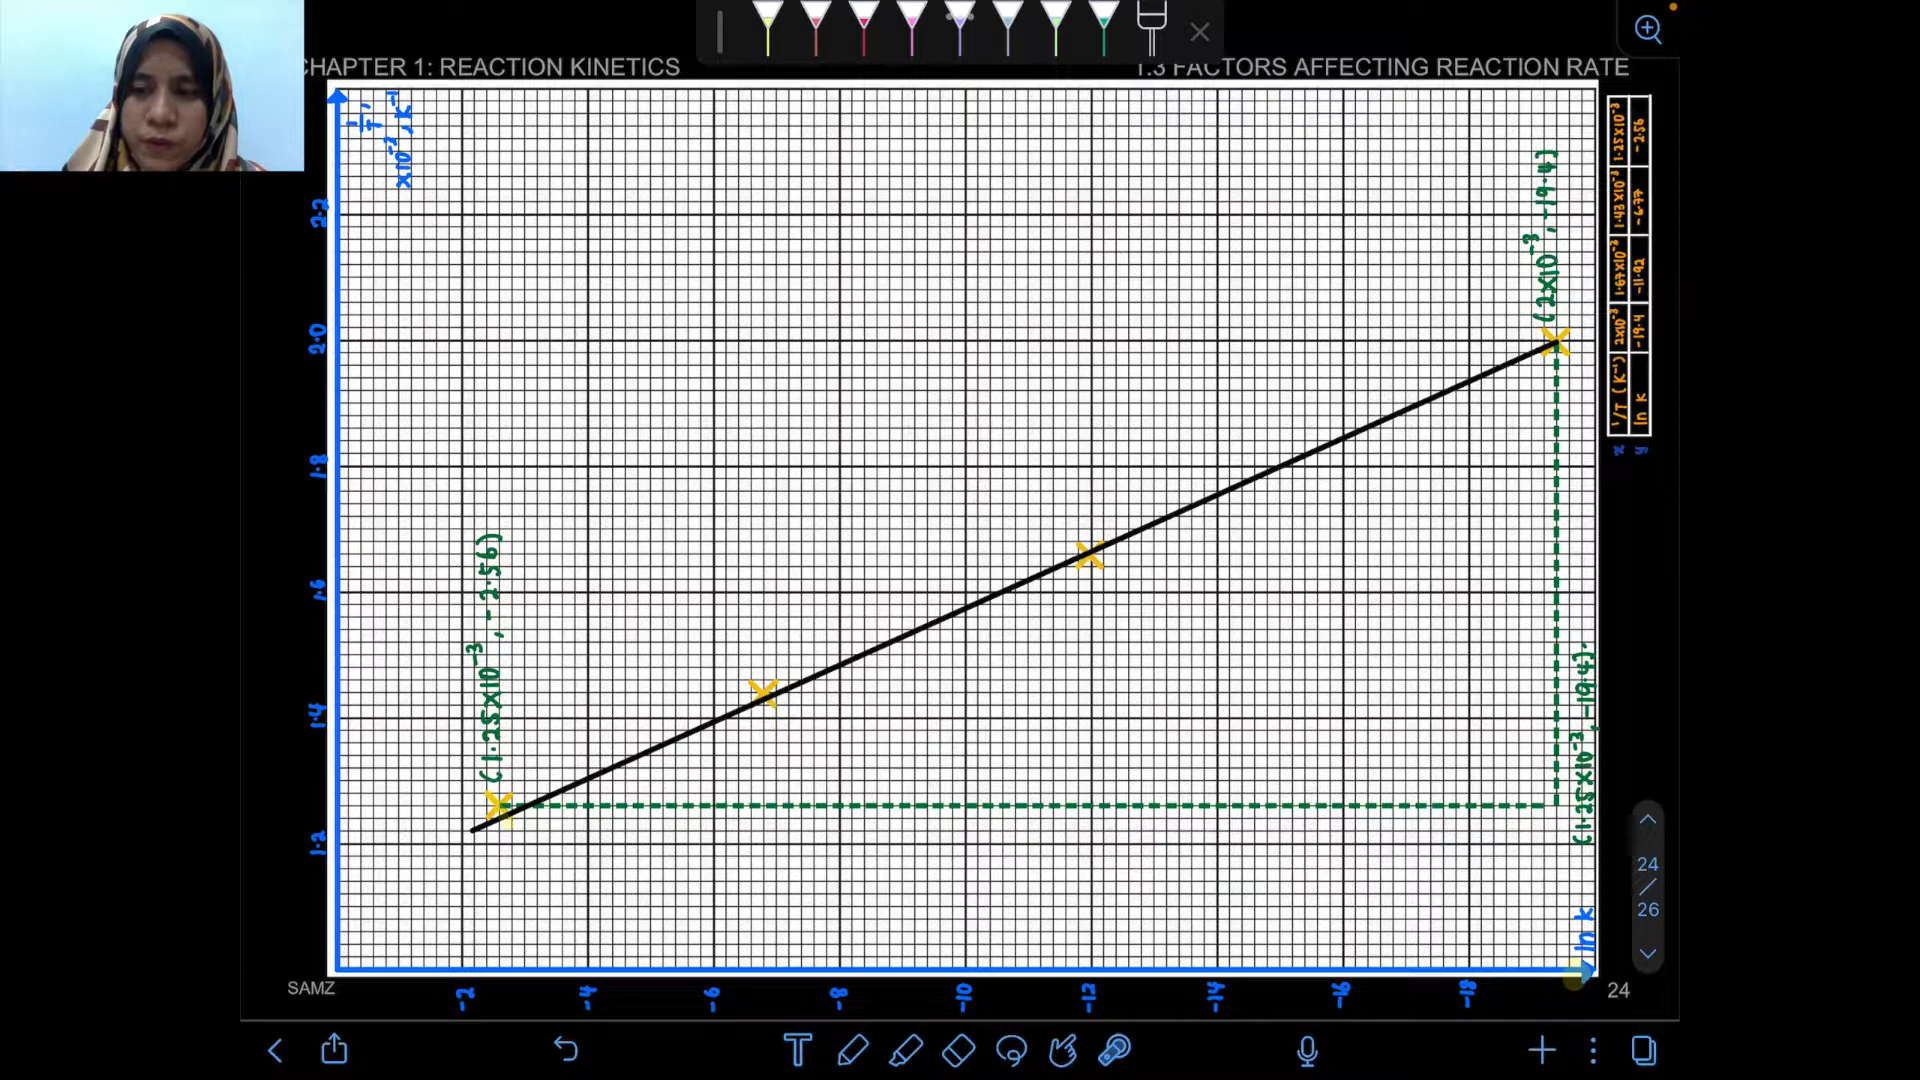 CHAPTER 1: REACTION KINETICS
1.3 FACTORS AFFECTING REACTION RATE
1/T, x10⁻³, K⁻¹
2.2
2.0
1.8
1.6
1.4
1.2
(1.25x10⁻³, -2.56)
(2x10⁻³, -19.4)
(1.25x10⁻³, -19.4)
ln k
-2 -4 -6 -8 -10 -12 -14 -16 -18
x 1/T (K⁻¹) 2x10⁻³ 1.67x10⁻³ 1.43x10⁻³ 1.25x10⁻³
y ln k -19.4 -11.92 -6.77 -2.56
24
/
26
SAMZ
24
T